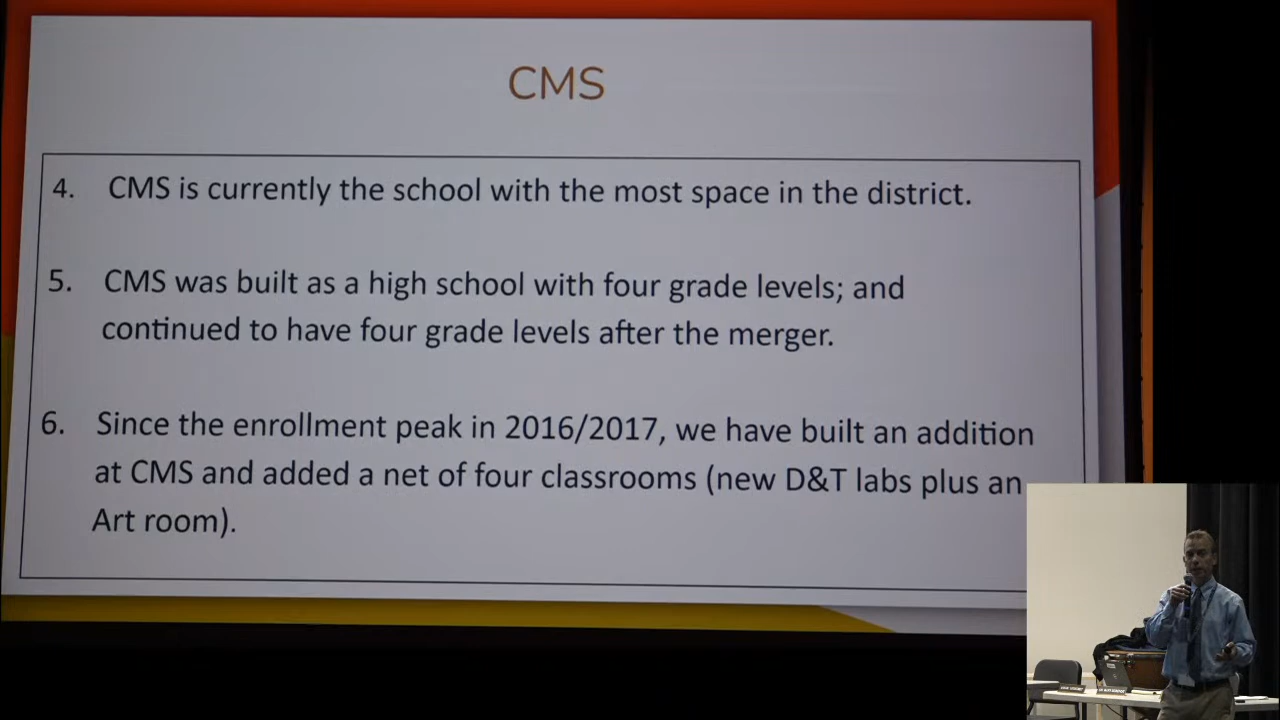 CMS
4. CMS is currently the school with the most space in the district.
5. CMS was built as a high school with four grade levels; and
continued to have four grade levels after the merger.
6. Since the enrollment peak in 2016/2017, we have built an addition
at CMS and added a net of four classrooms (new D&T labs plus an
Art room).